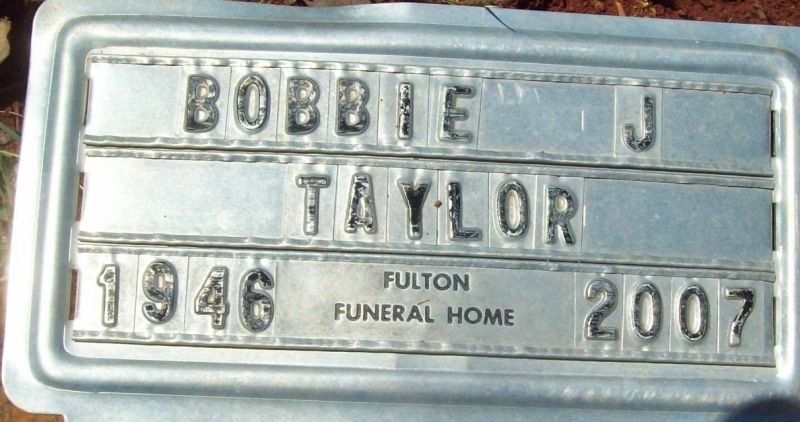 BOBBIE J
TAYLOR
1946 FULTON FUNERAL HOME 2007